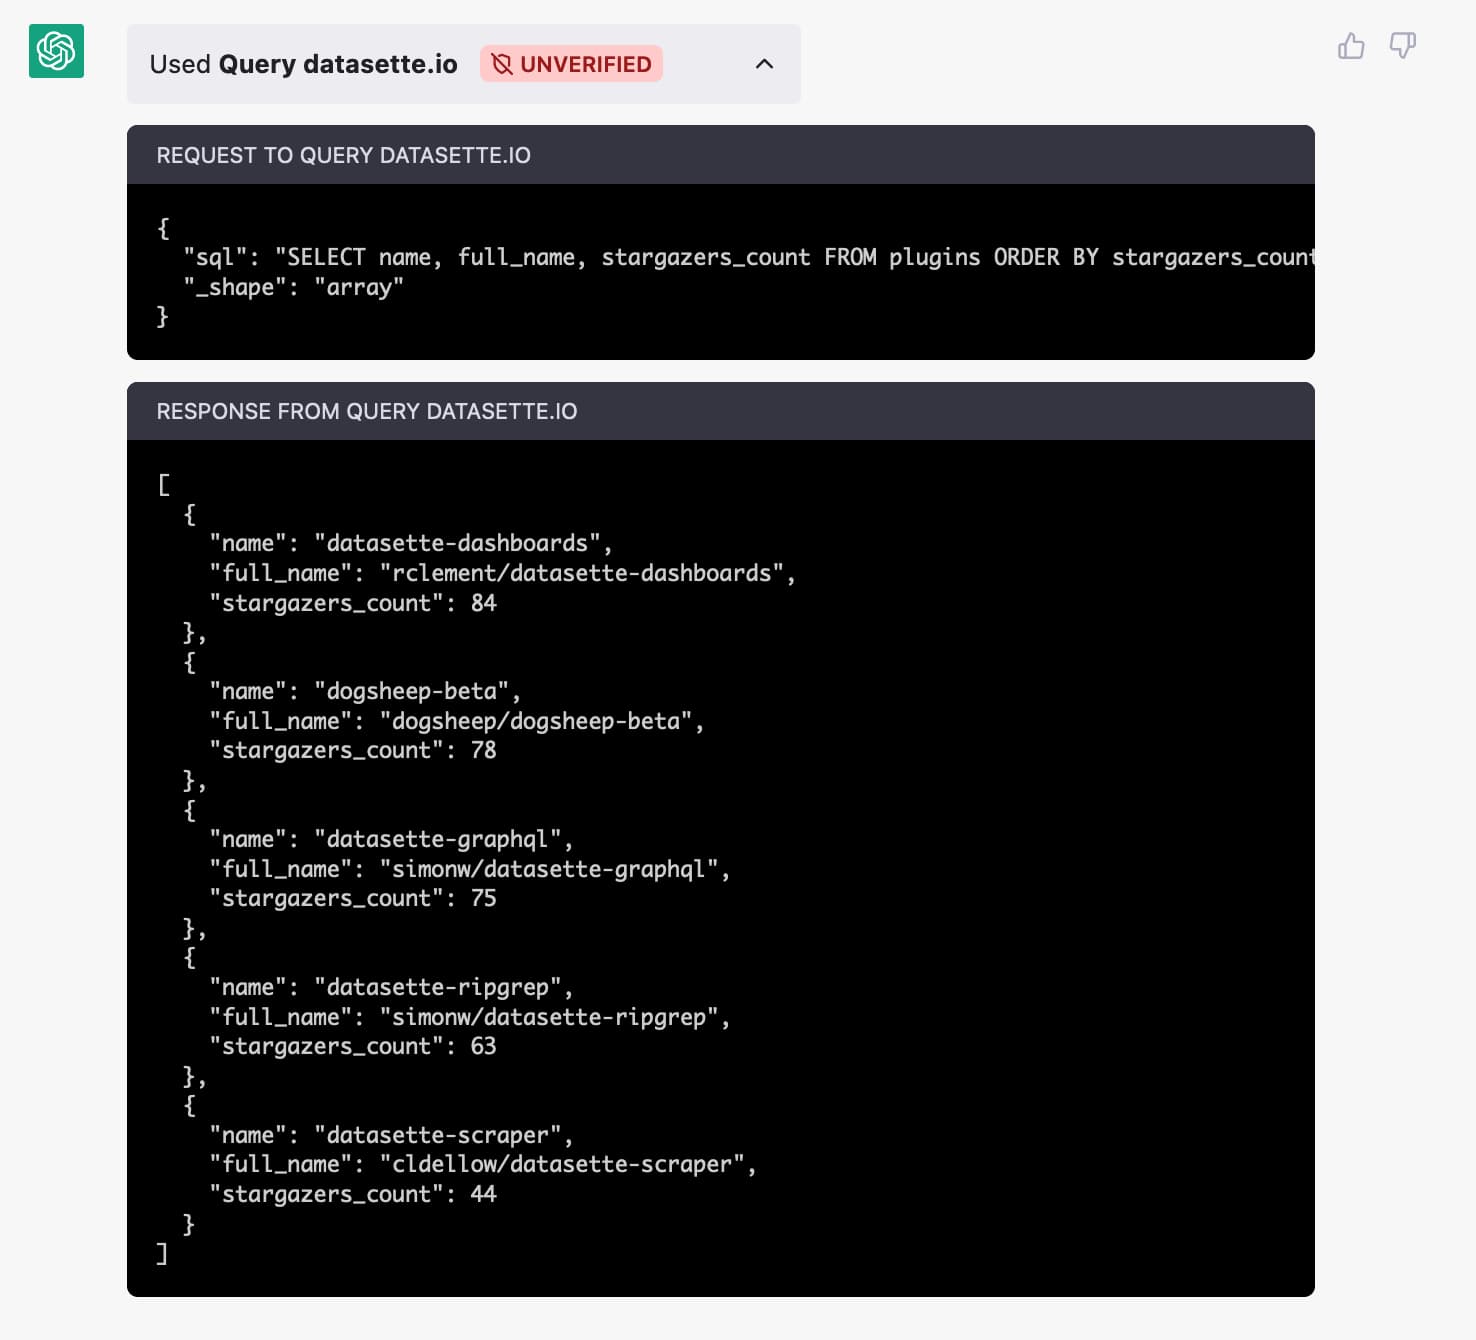 Used Query datasette.io UNVERIFIED
REQUEST TO QUERY DATASETTE.IO
{
  "sql": "SELECT name, full_name, stargazers_count FROM plugins ORDER BY stargazers_count
  "_shape": "array"
}
RESPONSE FROM QUERY DATASETTE.IO
[
  {
    "name": "datasette-dashboards",
    "full_name": "rclement/datasette-dashboards",
    "stargazers_count": 84
  },
  {
    "name": "dogsheep-beta",
    "full_name": "dogsheep/dogsheep-beta",
    "stargazers_count": 78
  },
  {
    "name": "datasette-graphql",
    "full_name": "simonw/datasette-graphql",
    "stargazers_count": 75
  },
  {
    "name": "datasette-ripgrep",
    "full_name": "simonw/datasette-ripgrep",
    "stargazers_count": 63
  },
  {
    "name": "datasette-scraper",
    "full_name": "cldellow/datasette-scraper",
    "stargazers_count": 44
  }
]